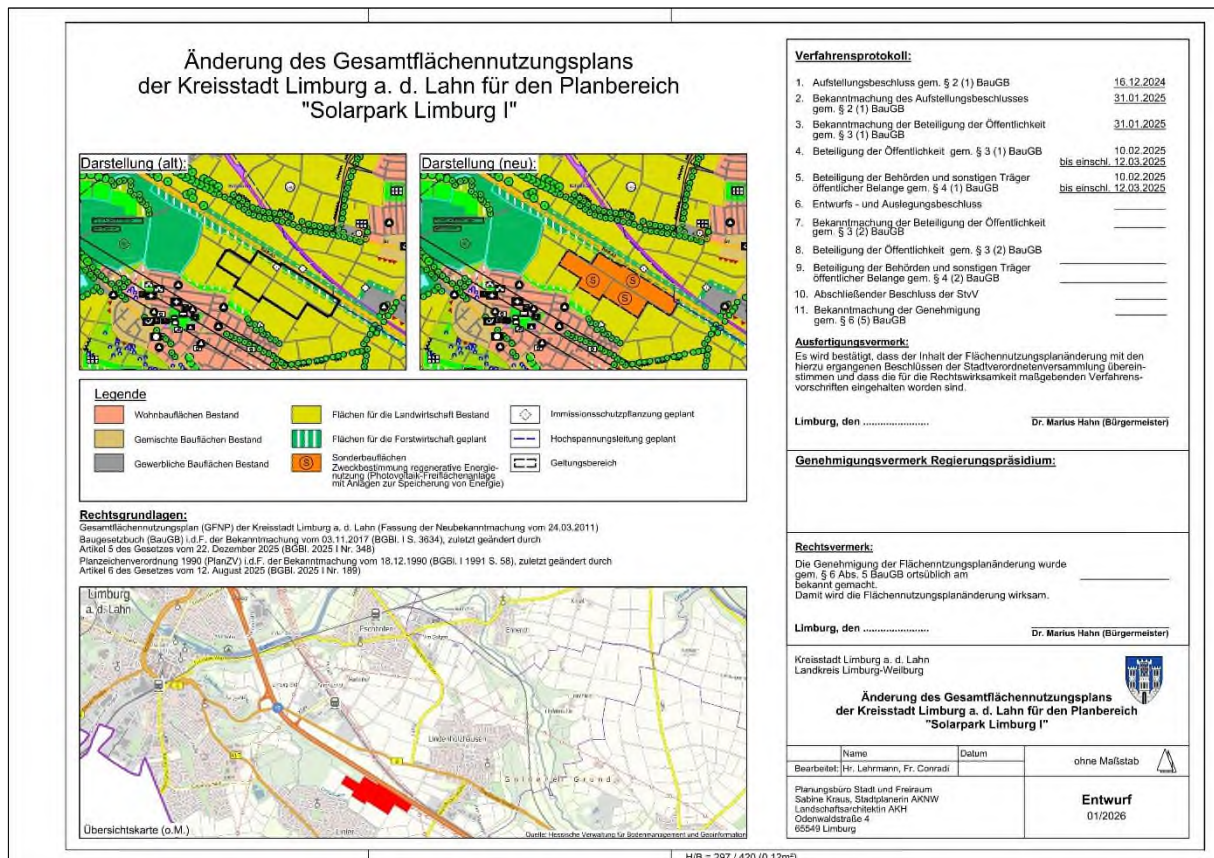 Änderung des Gesamtflächennutzungsplans
der Kreisstadt Limburg a. d. Lahn für den Planbereich
"Solarpark Limburg I"
Darstellung (alt):
Darstellung (neu):
Legende
Wohnbauflächen Bestand
Gemischte Bauflächen Bestand
Gewerbliche Bauflächen Bestand
Flächen für die Landwirtschaft Bestand
Flächen für die Forstwirtschaft geplant
Sonderbauflächen
Zweckbestimmung regenerative Energie-
nutzung (Photovoltaik-Freiflächenanlage
mit Anlagen zur Speicherung von Energie)
Immissionsschutzpflanzung geplant
Hochspannungsleitung geplant
Geltungsbereich
Rechtsgrundlagen:
Gesamtflächennutzungsplan (GFNP) der Kreisstadt Limburg a. d. Lahn (Fassung der Neubekanntmachung vom 24.03.2011)
Baugesetzbuch (BauGB) i.d.F. der Bekanntmachung vom 03.11.2017 (BGBl. I S. 3634), zuletzt geändert durch
Artikel 5 des Gesetzes vom 22. Dezember 2025 (BGBl. 2025 I Nr. 348)
Planzeichenverordnung 1990 (PlanZV) i.d.F. der Bekanntmachung vom 18.12.1990 (BGBl. I 1991 S. 58), zuletzt geändert durch
Artikel 6 des Gesetzes vom 12. August 2025 (BGBl. 2025 I Nr. 189)
Limburg
a. d. Lahn
Eschhofen
Ennerich
Lindenholzhausen
Goldener Grund
Linter
Übersichtskarte (o.M.)
Quelle: Hessische Verwaltung für Bodenmanagement und Geoinformation
Verfahrensprotokoll:
1. Aufstellungsbeschluss gem. § 2 (1) BauGB 16.12.2024
2. Bekanntmachung des Aufstellungsbeschlusses 31.01.2025
gem. § 2 (1) BauGB
3. Bekanntmachung der Beteiligung der Öffentlichkeit 31.01.2025
gem. § 3 (1) BauGB
4. Beteiligung der Öffentlichkeit gem. § 3 (1) BauGB 10.02.2025
bis einschl. 12.03.2025
5. Beteiligung der Behörden und sonstigen Träger 10.02.2025
öffentlicher Belange gem. § 4 (1) BauGB bis einschl. 12.03.2025
6. Entwurfs - und Auslegungsbeschluss
7. Bekanntmachung der Beteiligung der Öffentlichkeit
gem. § 3 (2) BauGB
8. Beteiligung der Öffentlichkeit gem. § 3 (2) BauGB
9. Beteiligung der Behörden und sonstigen Träger
öffentlicher Belange gem. § 4 (2) BauGB
10. Abschließender Beschluss der StvV
11. Bekanntmachung der Genehmigung
gem. § 6 (5) BauGB
Ausfertigungsvermerk:
Es wird bestätigt, dass der Inhalt der Flächennutzungsplanänderung mit den
hierzu ergangenen Beschlüssen der Stadtverordnetenversammlung überein-
stimmen und dass die für die Rechtswirksamkeit maßgebenden Verfahrens-
vorschriften eingehalten worden sind.
Limburg, den .......................
Dr. Marius Hahn (Bürgermeister)
Genehmigungsvermerk Regierungspräsidium:
Rechtsvermerk:
Die Genehmigung der Flächenntzungsplanänderung wurde
gem. § 6 Abs. 5 BauGB ortsüblich am
bekannt gemacht.
Damit wird die Flächennutzungsplanänderung wirksam.
Limburg, den .......................
Dr. Marius Hahn (Bürgermeister)
Kreisstadt Limburg a. d. Lahn
Landkreis Limburg-Weilburg
Änderung des Gesamtflächennutzungsplans
der Kreisstadt Limburg a. d. Lahn für den Planbereich
"Solarpark Limburg I"
Name Datum
Bearbeitet: Hr. Lehrmann, Fr. Conradi
ohne Maßstab
Planungsbüro Stadt und Freiraum
Sabine Kraus, Stadtplanerin AKNW
Landschaftsarchitektin AKH
Odenwaldstraße 4
65549 Limburg
Entwurf
01/2026
H/B = 297 / 420 (0.12m²)